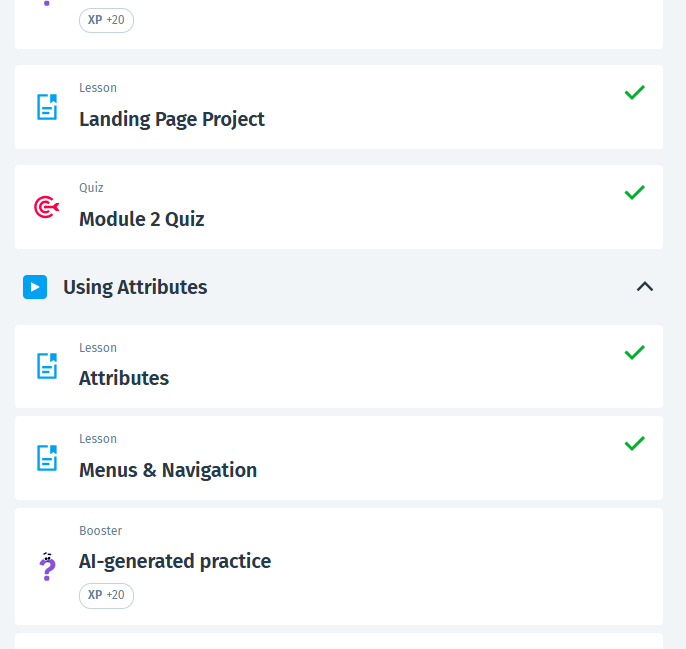 XP +20
Lesson
Landing Page Project
Quiz
Module 2 Quiz
Using Attributes
Lesson
Attributes
Lesson
Menus & Navigation
Booster
AI-generated practice
XP +20